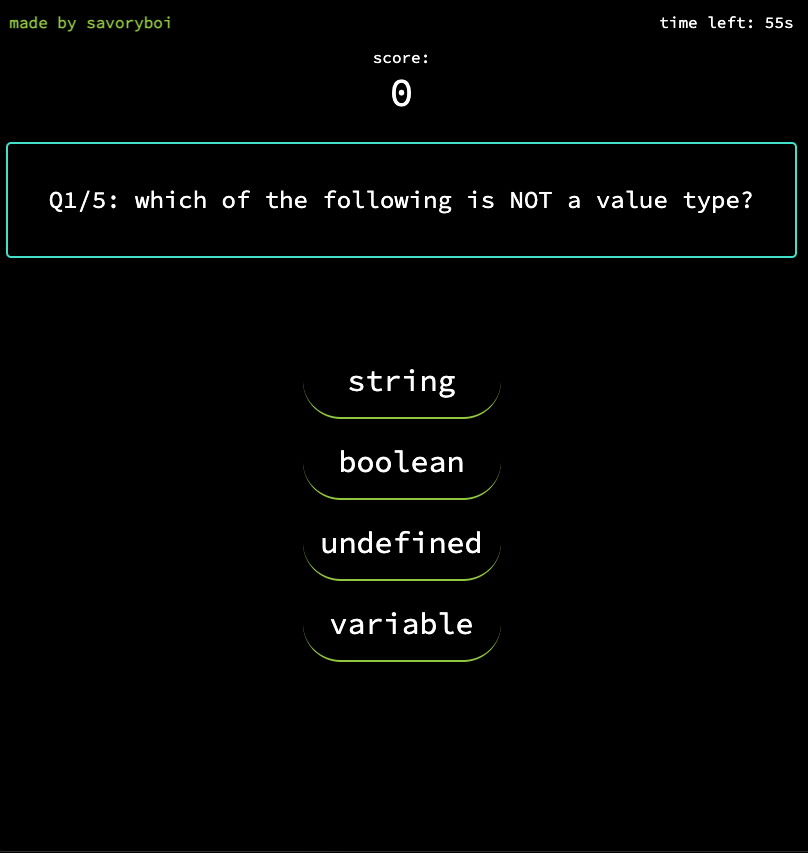 made by savoryboi
time left: 55s
score:
0
Q1/5: which of the following is NOT a value type?
string
boolean
undefined
variable